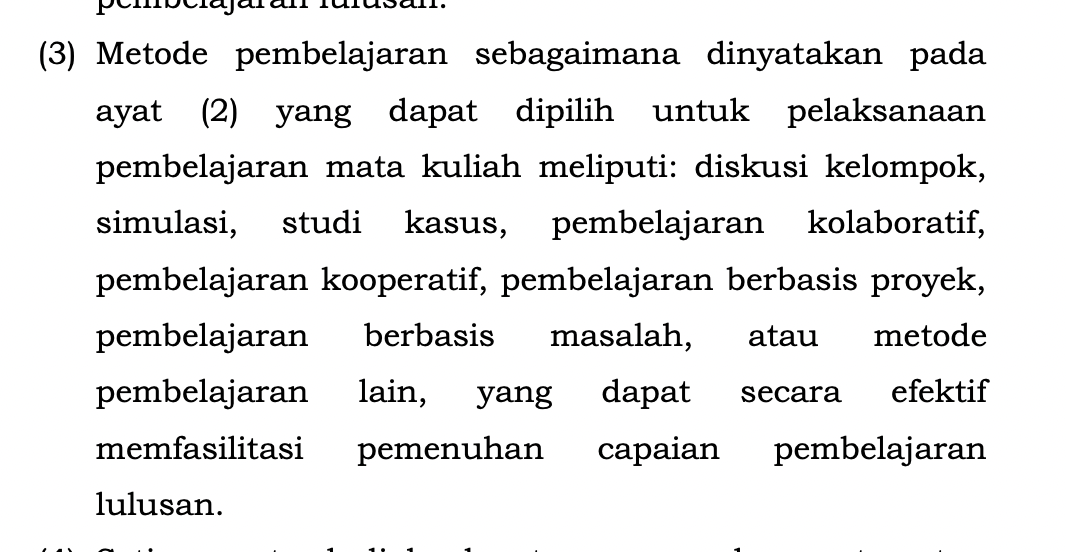 pembelajaran lulusan.
(3) Metode pembelajaran sebagaimana dinyatakan pada
ayat (2) yang dapat dipilih untuk pelaksanaan
pembelajaran mata kuliah meliputi: diskusi kelompok,
simulasi, studi kasus, pembelajaran kolaboratif,
pembelajaran kooperatif, pembelajaran berbasis proyek,
pembelajaran berbasis masalah, atau metode
pembelajaran lain, yang dapat secara efektif
memfasilitasi pemenuhan capaian pembelajaran
lulusan.